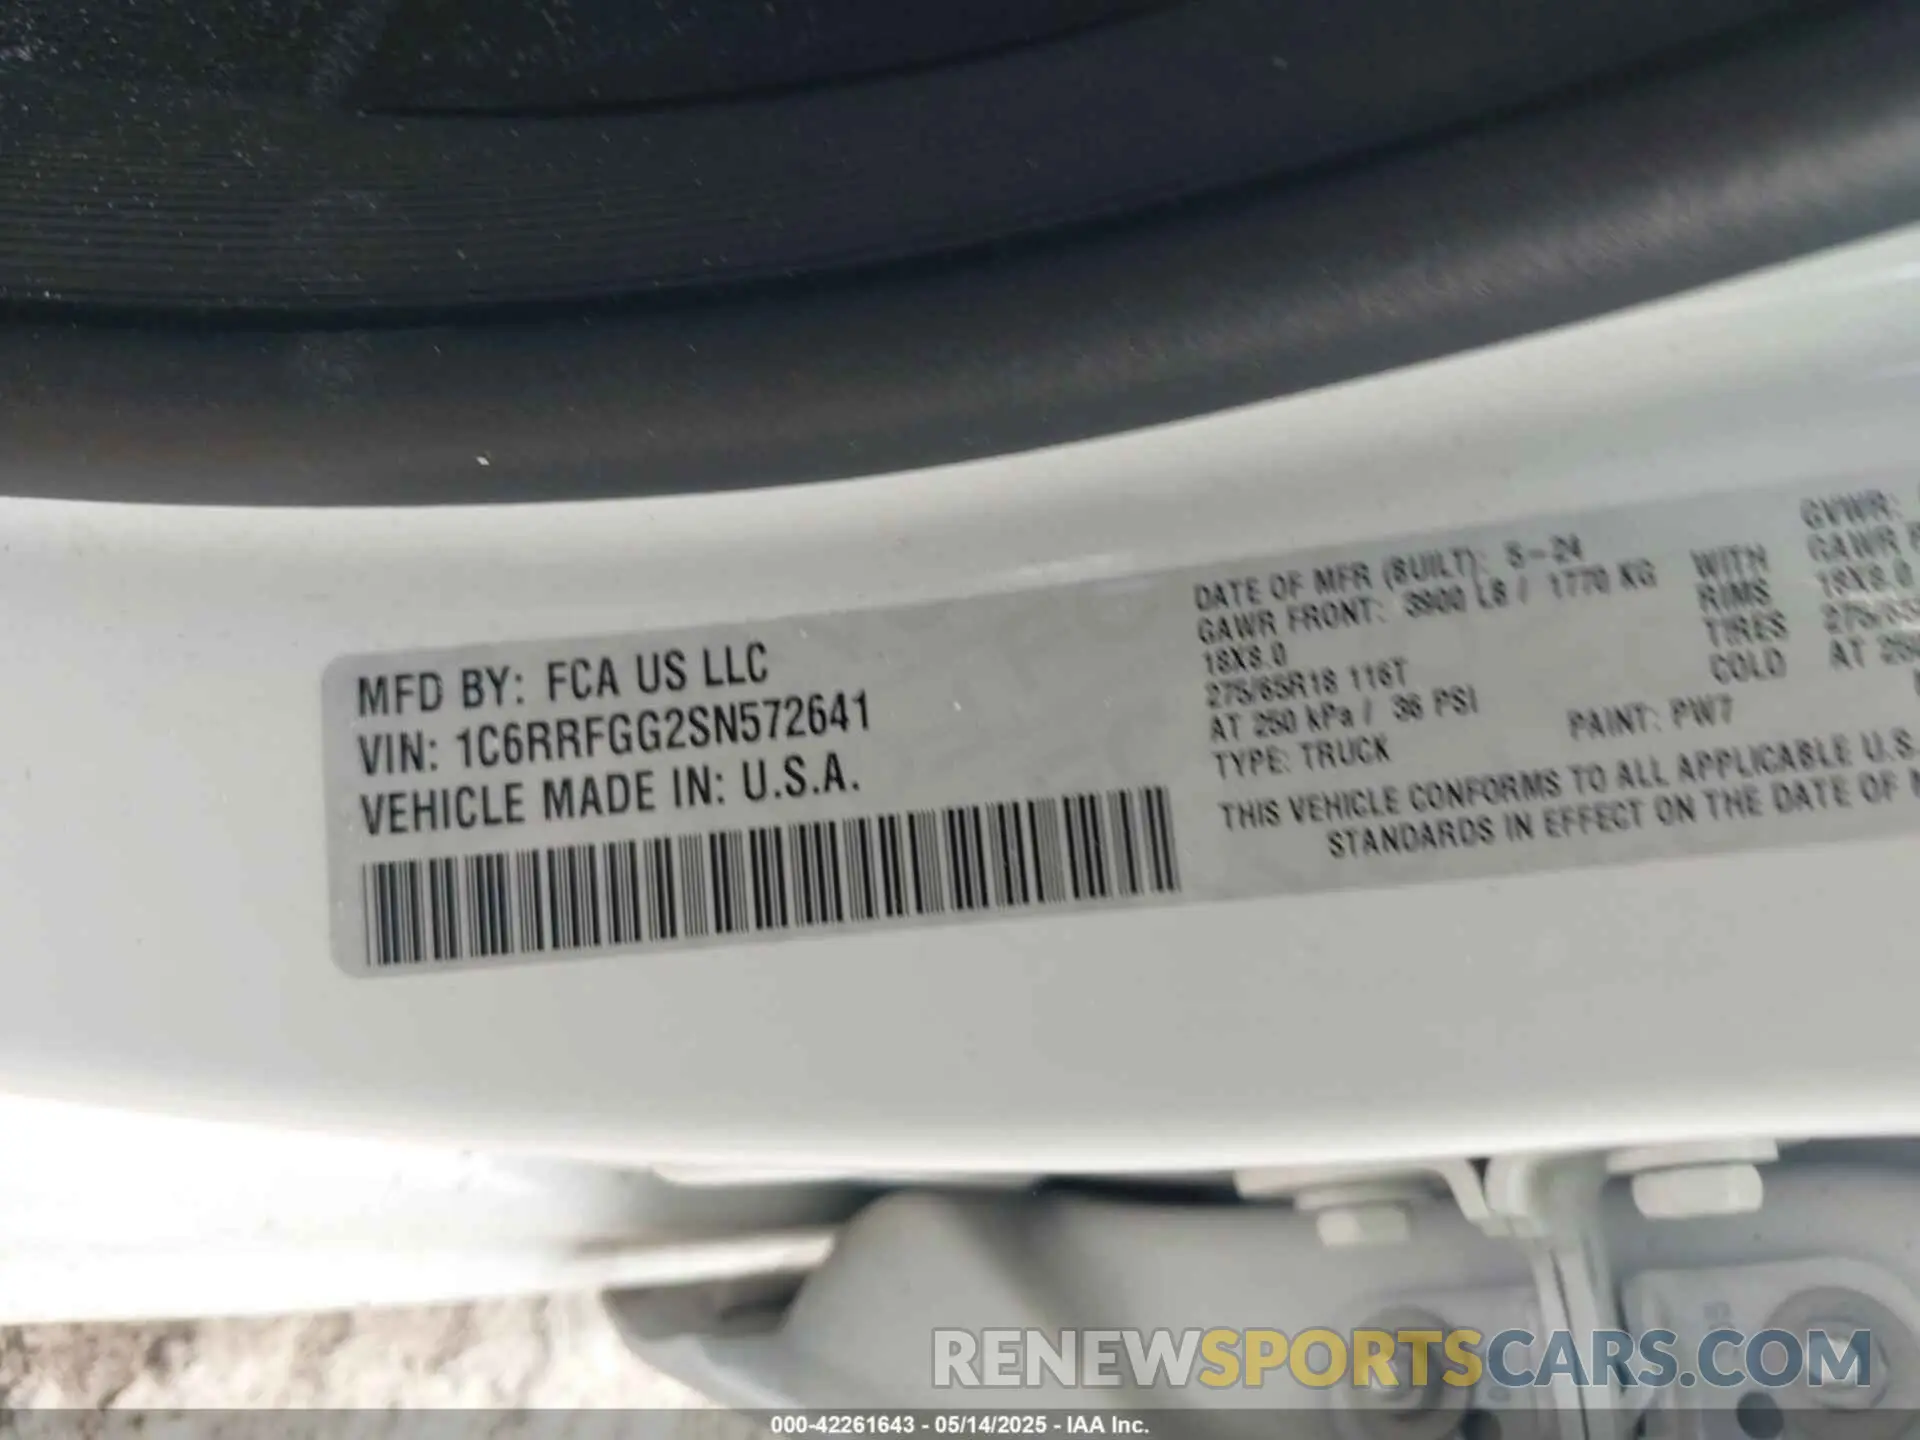 MFD BY: FCA US LLC
VIN: 1C6RRFGG2SN572641
VEHICLE MADE IN: U.S.A.
DATE OF MFR (BUILT): 5-24
GAWR FRONT: 3900 LB / 1770 KG
18X8.0
275/65R18 116T
AT 250 kPa / 36 PSI
TYPE: TRUCK
PAINT: PW7
WITH
RIMS
TIRES
COLD
GVWR:
GAWR
18X8.0
275/65
AT
THIS VEHICLE CONFORMS TO ALL APPLICABLE U.S.
STANDARDS IN EFFECT ON THE DATE OF
RENEWSPORTSCARS.COM
000-42261643 - 05/14/2025 - IAA Inc.